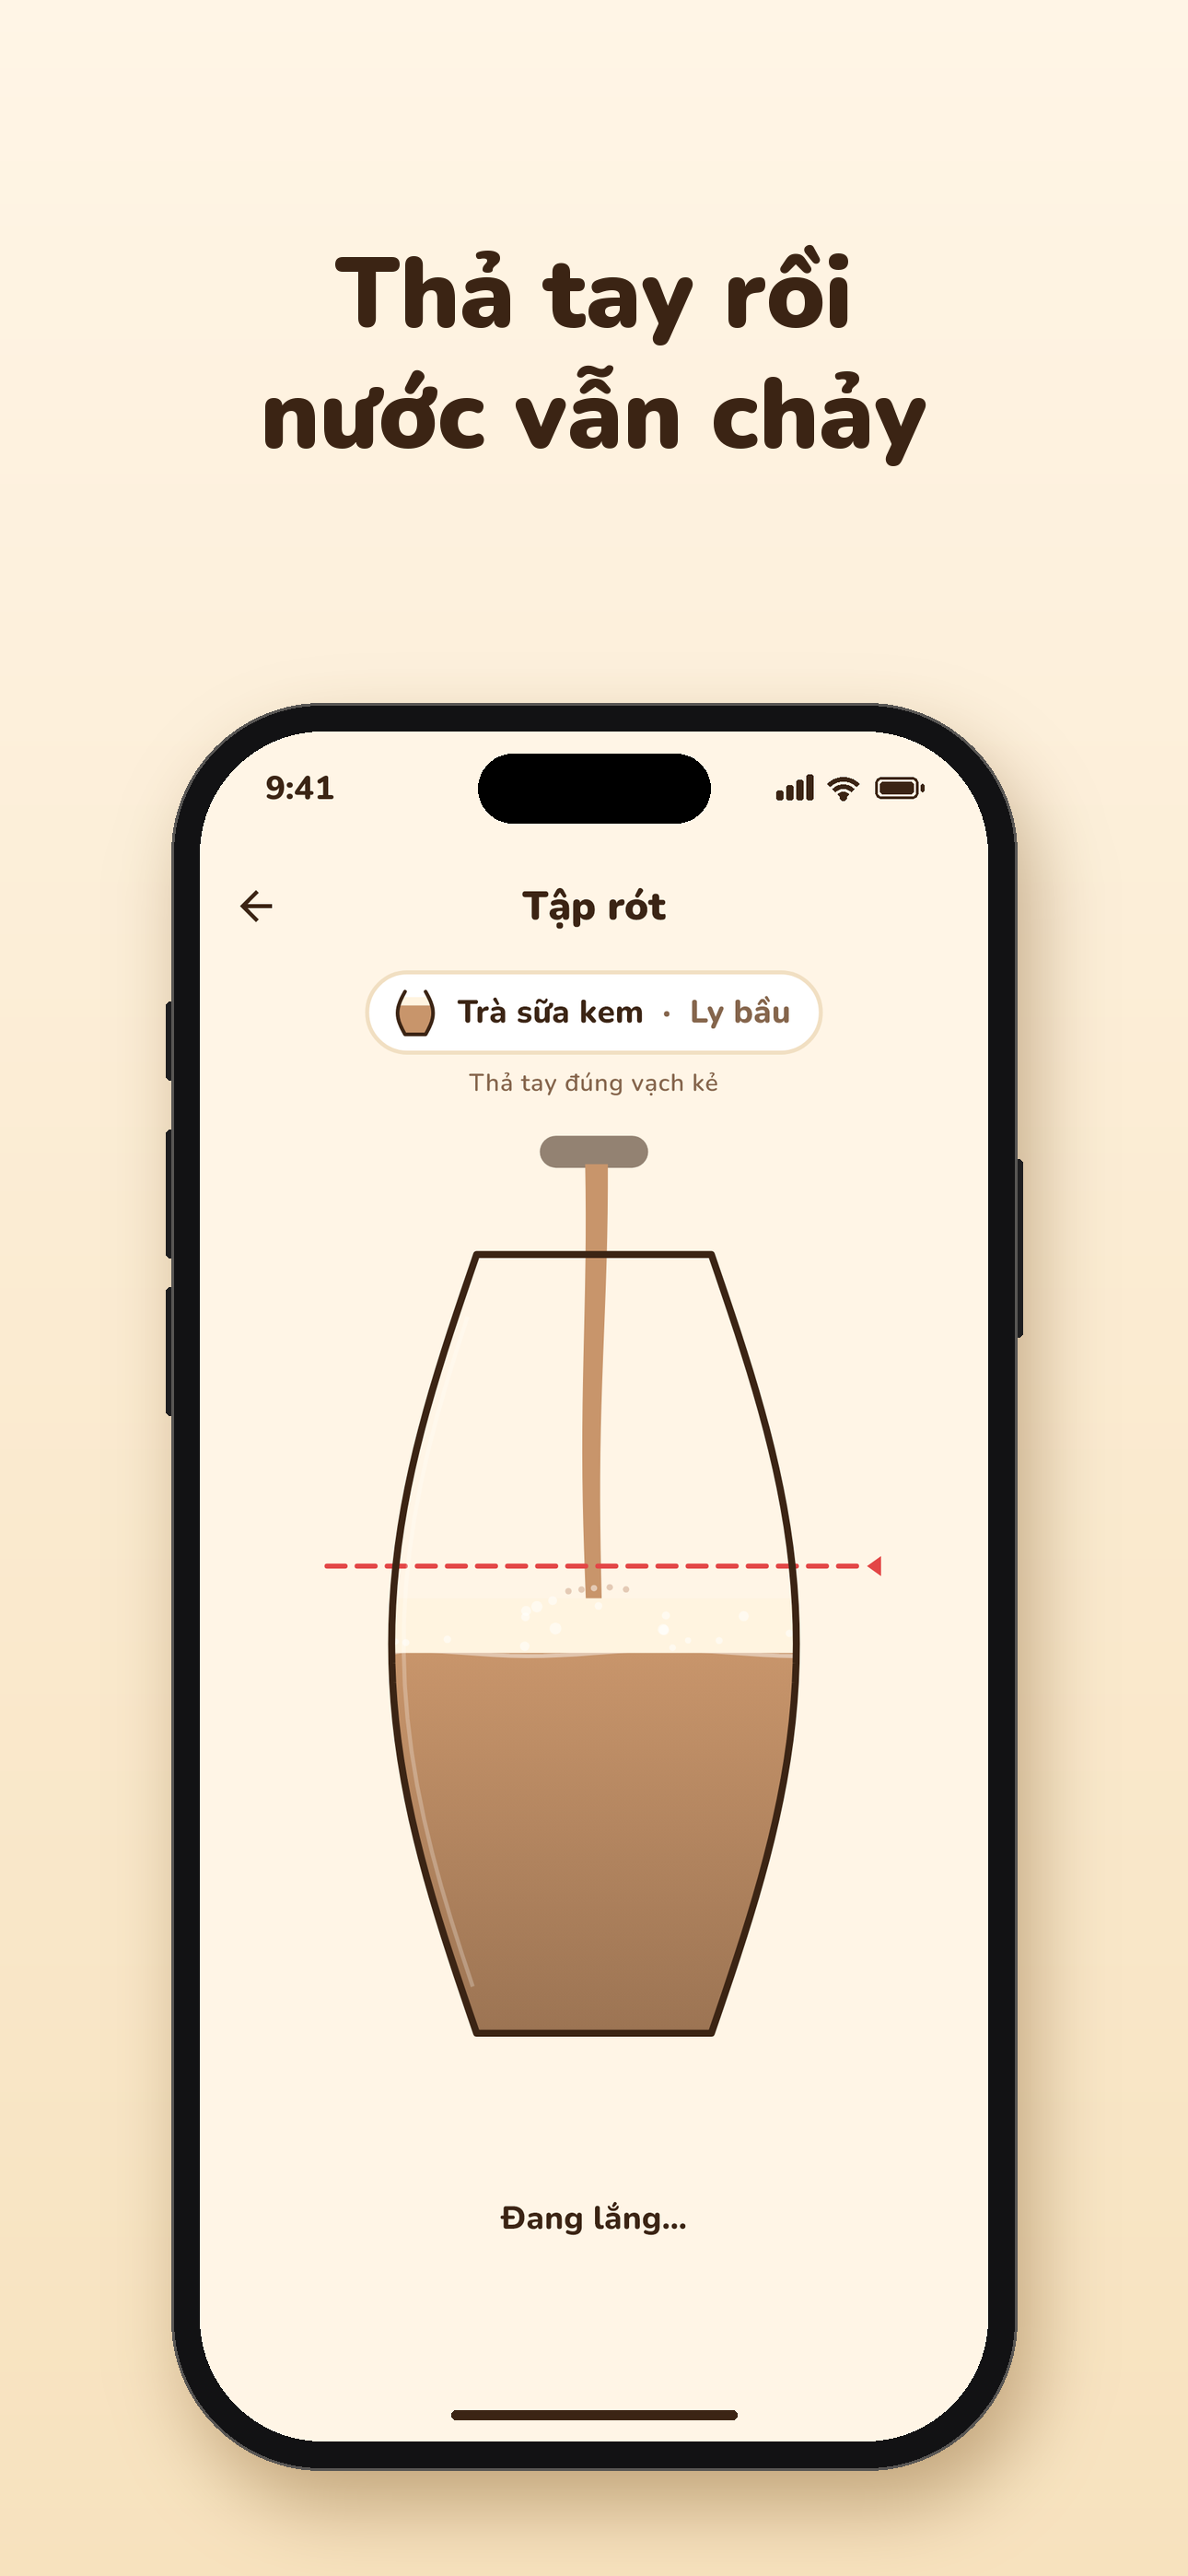 Thả tay rồi
nước vẫn chảy
9:41
Tập rót
Trà sữa kem · Ly bầu
Thả tay đúng vạch kẻ
Đang lắng...